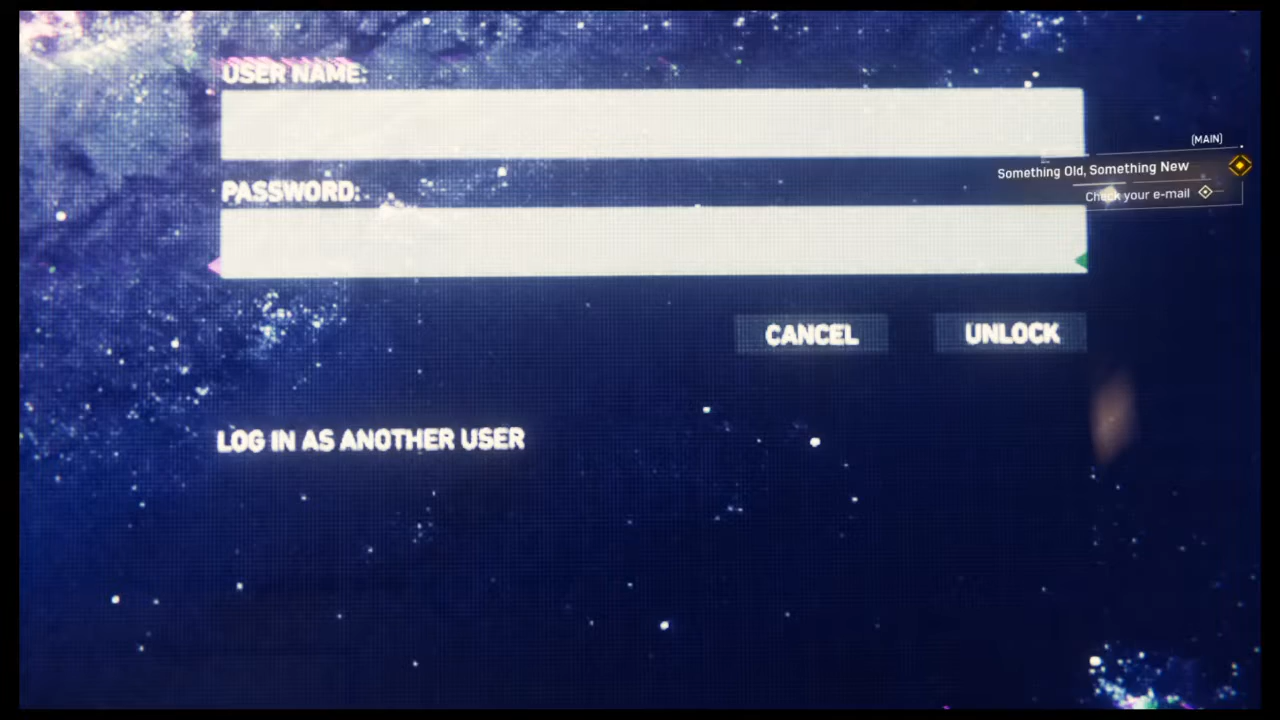 USER NAME:
(MAIN)
Something Old, Something New
PASSWORD:
Check your e-mail
CANCEL
UNLOCK
LOG IN AS ANOTHER USER